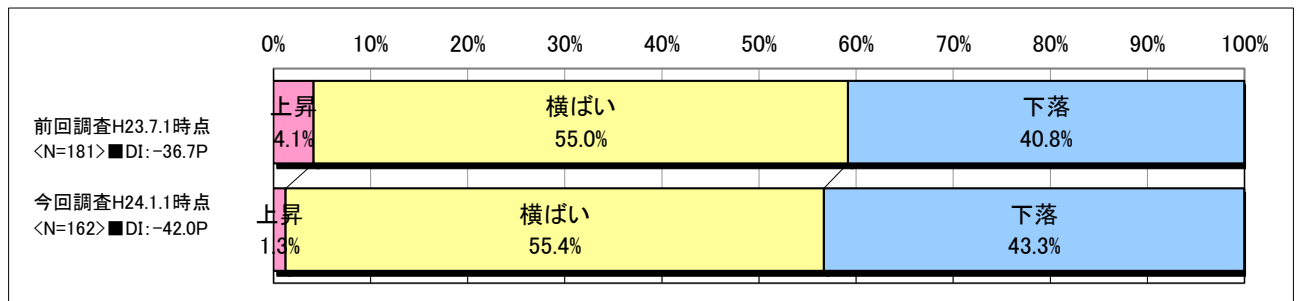 0% 10% 20% 30% 40% 50% 60% 70% 80% 90% 100%
前回調査H23.7.1時点
<N=181>■DI:-36.7P
上昇 横ばい 下落
4.1% 55.0% 40.8%
今回調査H24.1.1時点
<N=162>■DI:-42.0P
上昇 横ばい 下落
1.3% 55.4% 43.3%